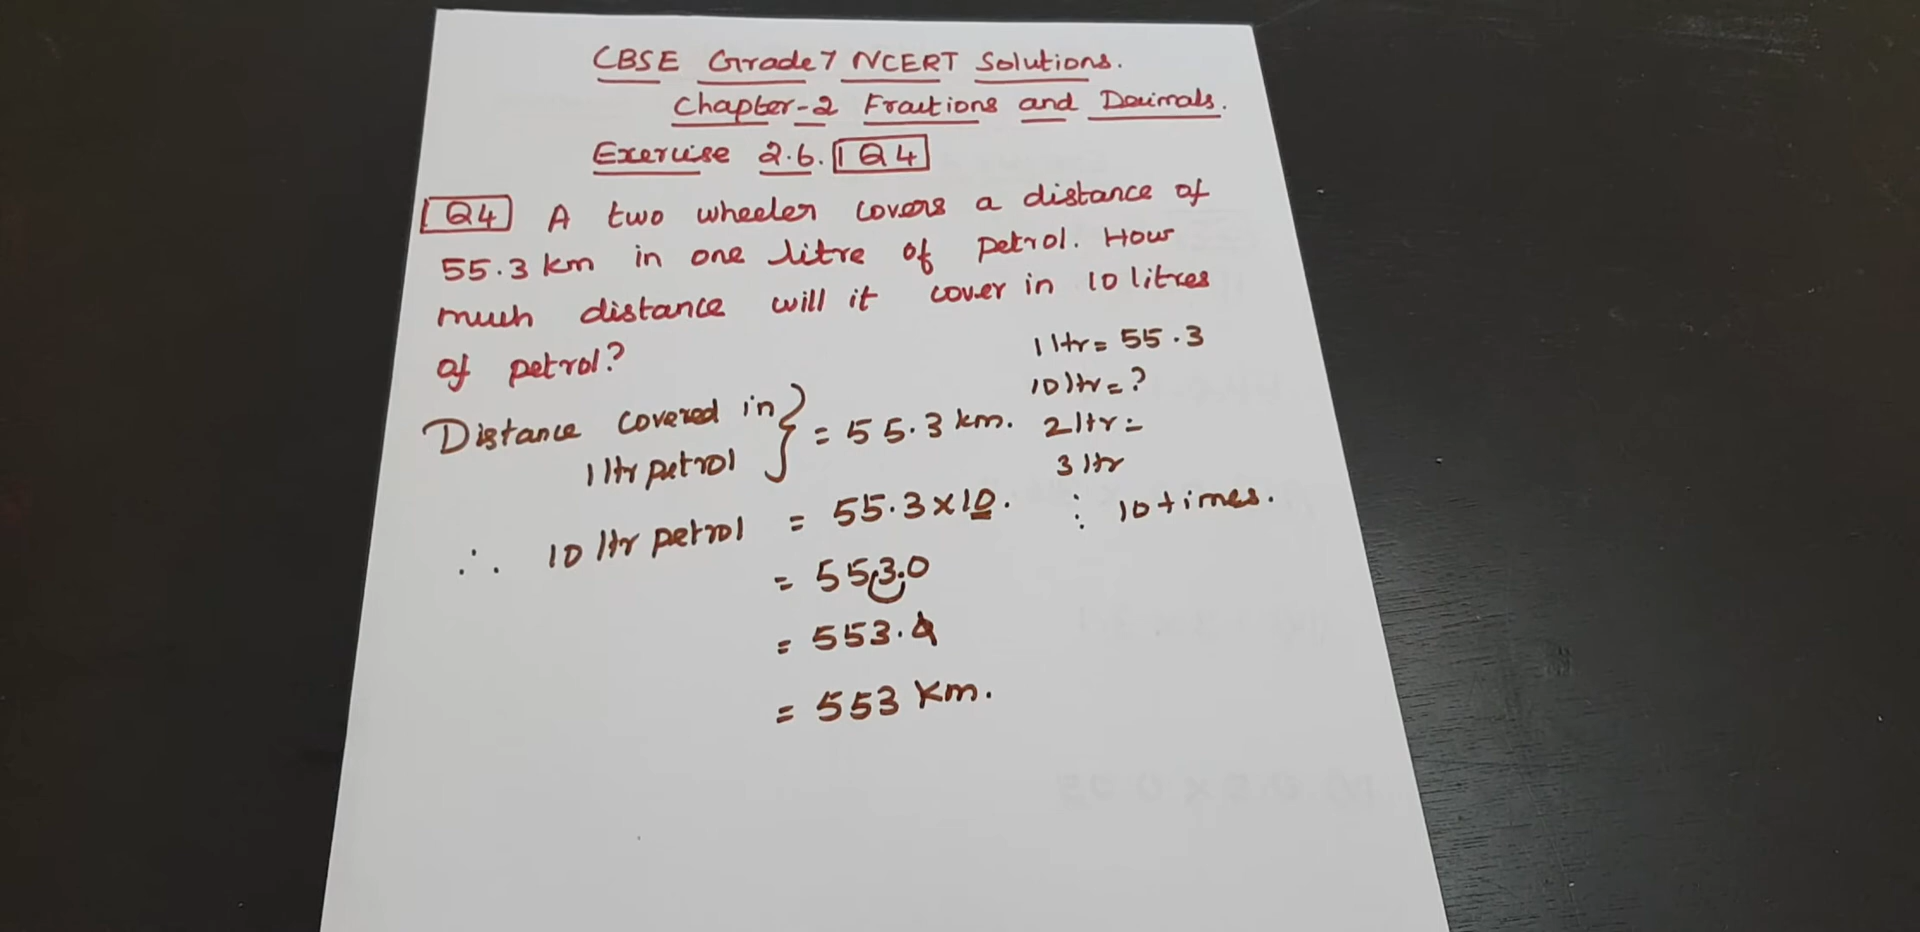 CBSE Grade 7 NCERT Solutions.
Chapter-2 Fractions and Decimals.
Exercise 2.6. Q4
Q4 A two wheeler covers a distance of
55.3 km in one litre of petrol. How
much distance will it cover in 10 litres
of petrol?
1 ltr = 55.3
10 ltr = ?
2 ltr =
3 ltr
⋮ 10 times.
Distance covered in
1 ltr petrol } = 55.3 km.
∴ 10 ltr petrol = 55.3 x 10.
= 553.0
= 553.0
= 553 km.